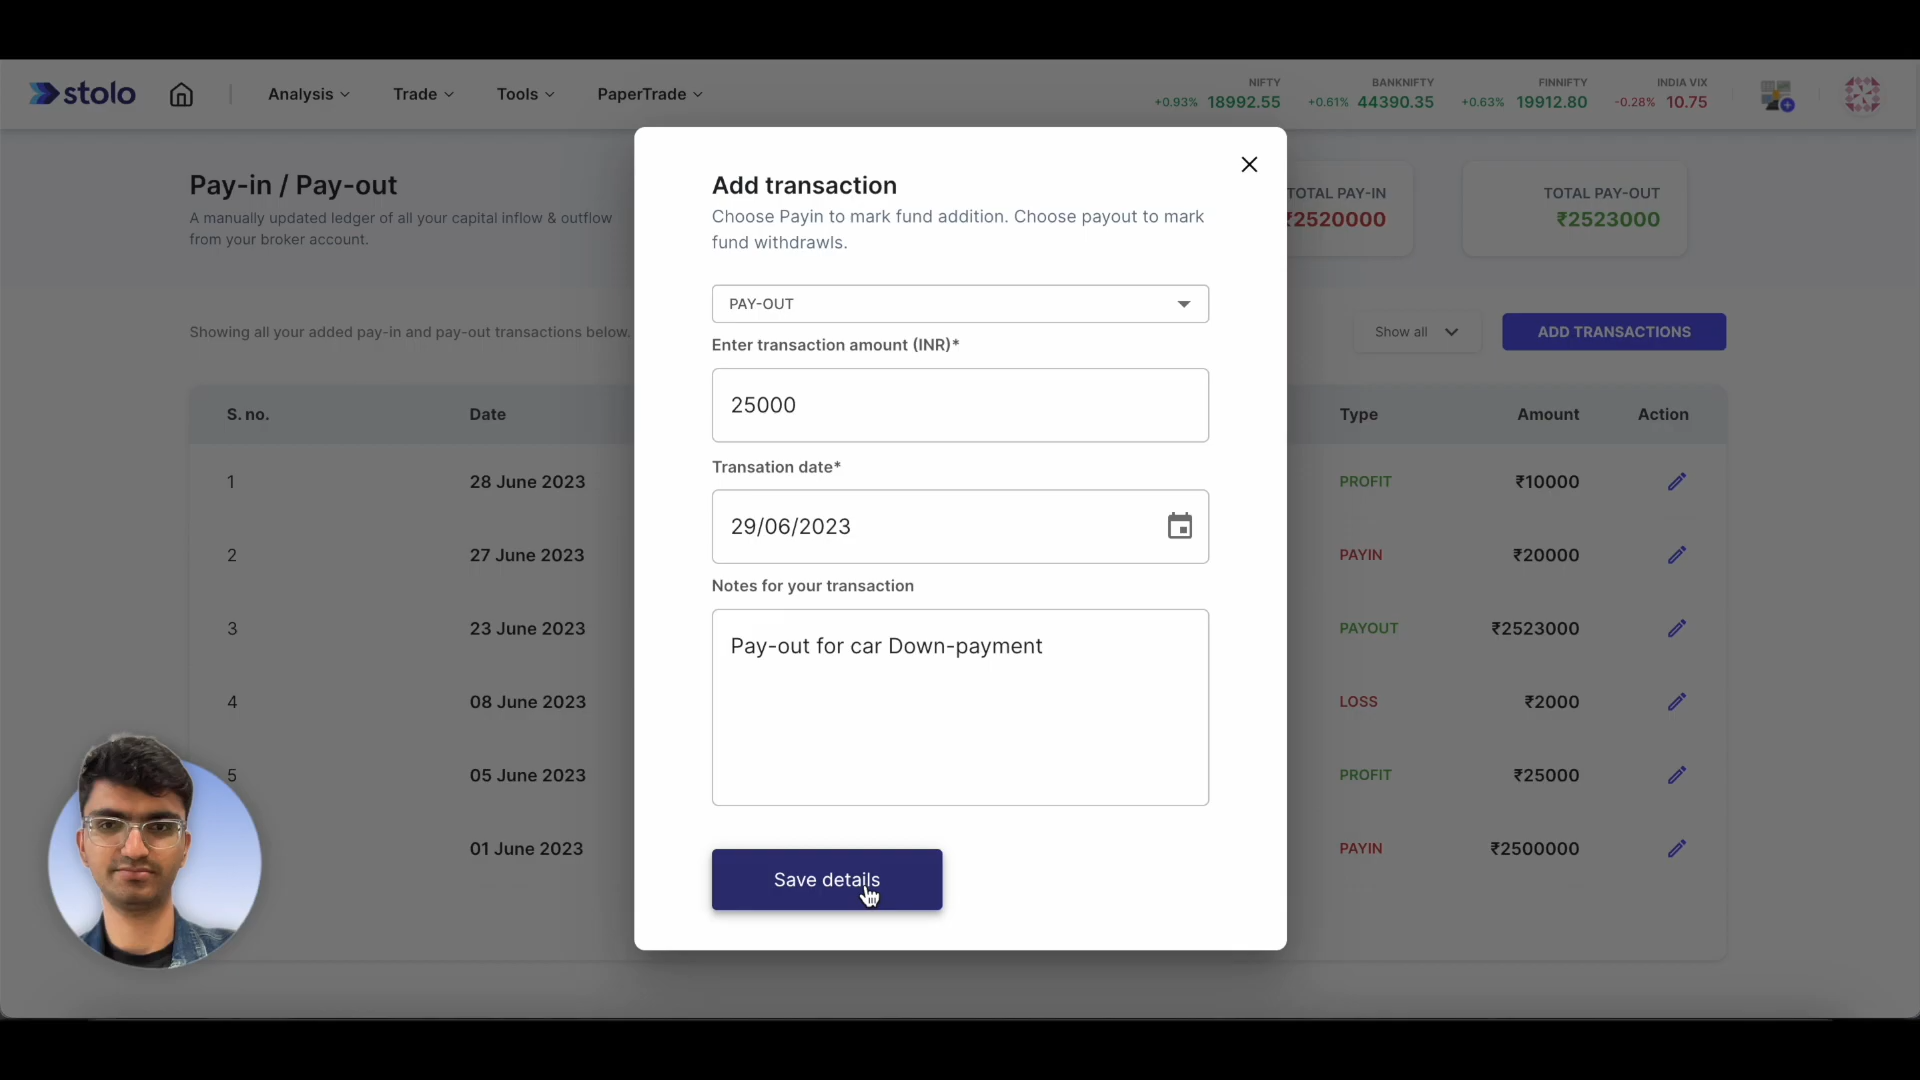 stolo
Analysis
Trade
Tools
PaperTrade
NIFTY
+0.93% 18992.55
BANKNIFTY
+0.61% 44390.35
FINNIFTY
+0.63% 19912.80
INDIA VIX
-0.28% 10.75
Pay-in / Pay-out
A manually updated ledger of all your capital inflow & outflow
from your broker account.
TOTAL PAY-IN
₹2520000
TOTAL PAY-OUT
₹2523000
Showing all your added pay-in and pay-out transactions below.
Show all
ADD TRANSACTIONS
S. no. Date Type Amount Action
1 28 June 2023 PROFIT ₹10000
2 27 June 2023 PAYIN ₹20000
3 23 June 2023 PAYOUT ₹2523000
4 08 June 2023 LOSS ₹2000
5 05 June 2023 PROFIT ₹25000
01 June 2023 PAYIN ₹2500000
Add transaction
Choose Payin to mark fund addition. Choose payout to mark
fund withdrawls.
PAY-OUT
Enter transaction amount (INR)*
25000
Transation date*
29/06/2023
Notes for your transaction
Pay-out for car Down-payment
Save details